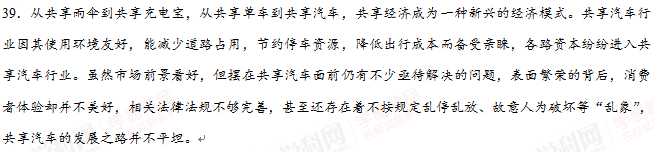 39．从共享雨伞到共享充电宝，从共享单车到共享汽车，共享经济成为一种新兴的经济模式。共享汽车行
业因其使用环境友好，能减少道路占用，节约停车资源，降低出行成本而备受亲睐，各路资本纷纷进入共
享汽车行业。虽然市场前景看好，但摆在共享汽车面前仍有不少亟待解决的问题，表面繁荣的背后，消费
者体验却并不美好，相关法律法规不够完善，甚至还存在着不按规定乱停乱放、故意人为破坏等“乱象”，
共享汽车的发展之路并不平坦。